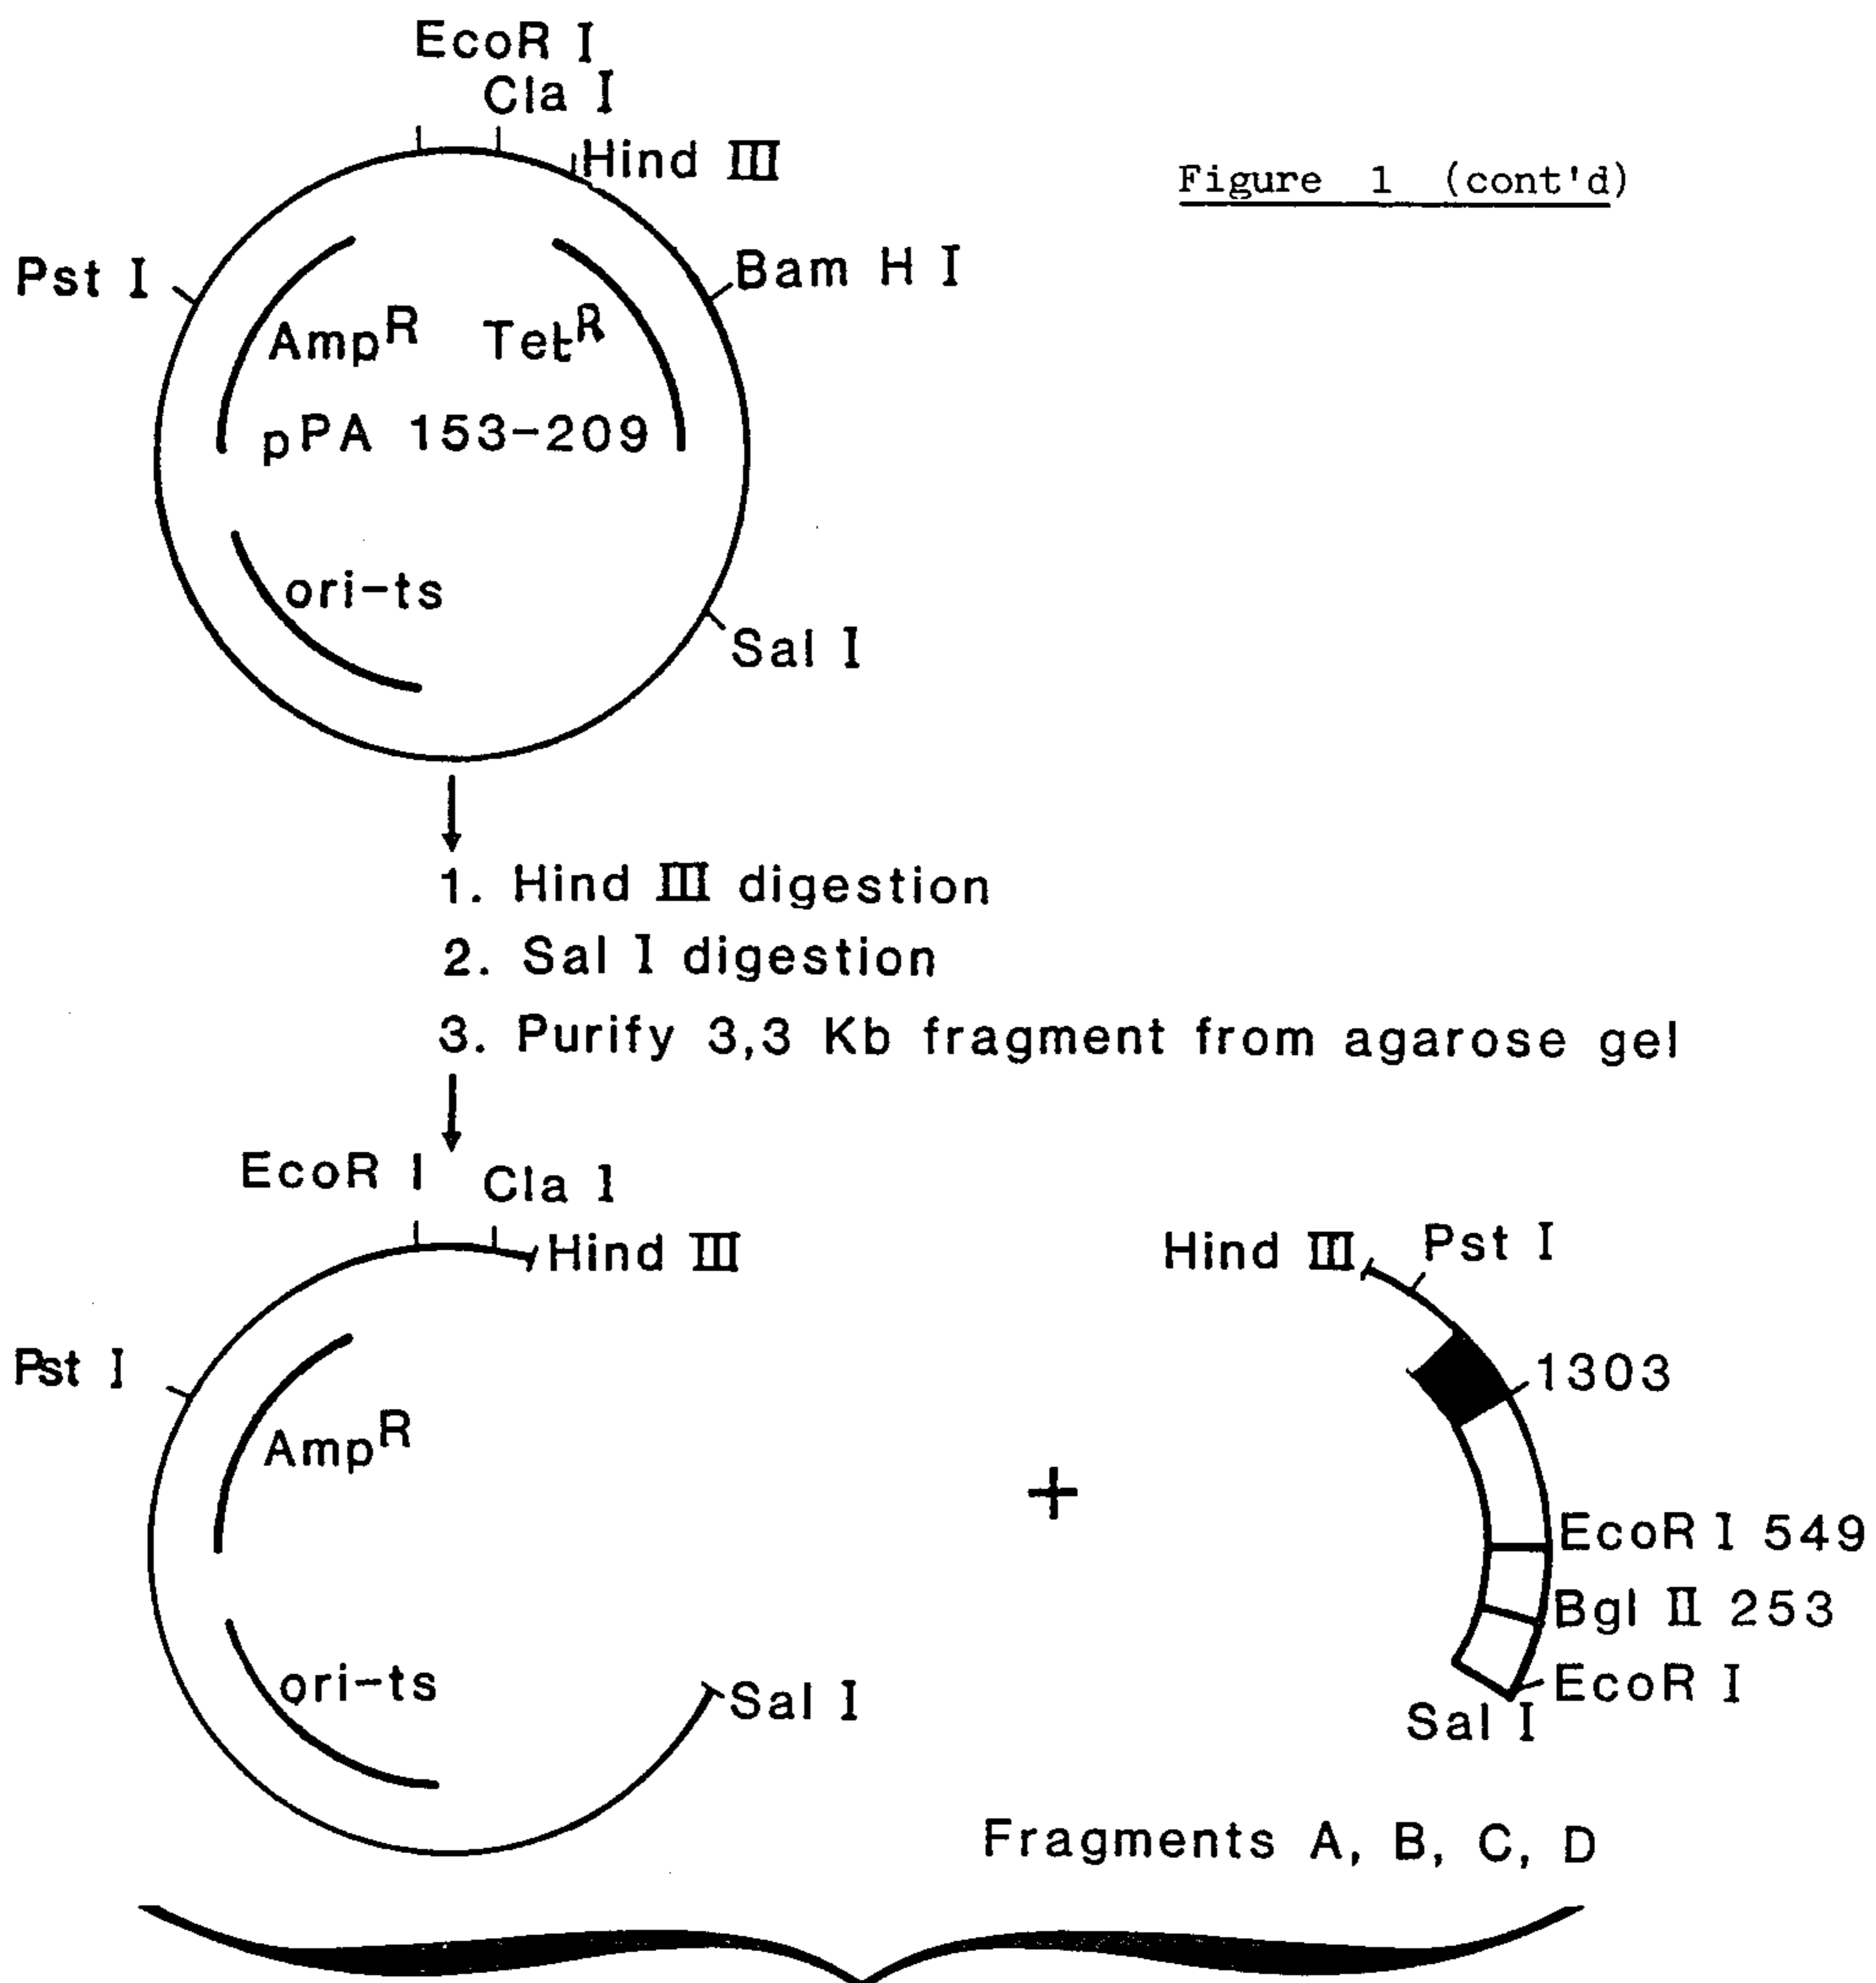 EcoR I
Cla I
Hind III
Figure 1 (cont'd)
Pst I
Bam H I
AmpR TetR
pPA 153-209
ori-ts
Sal I
1. Hind III digestion
2. Sal I digestion
3. Purify 3,3 Kb fragment from agarose gel
EcoR I
Cla I
Hind III
Pst I
AmpR
ori-ts
Sal I
+
Hind III
Pst I
1303
EcoR I 549
Bgl II 253
EcoR I
Sal I
Fragments A, B, C, D